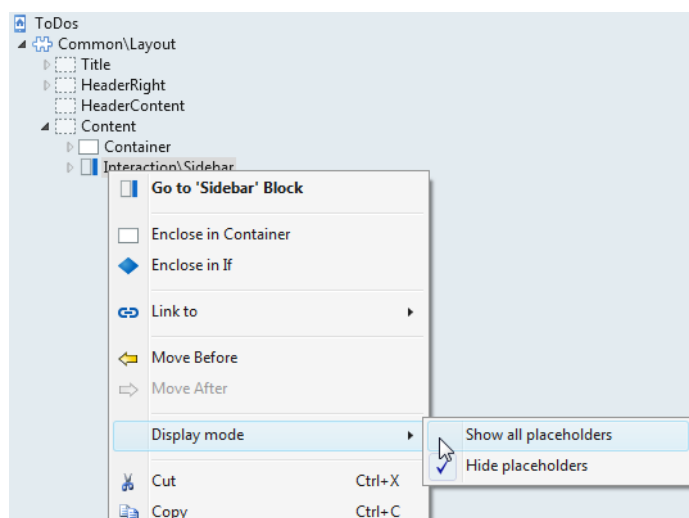 ToDos
Common\Layout
Title
HeaderRight
HeaderContent
Content
Container
Interaction\Sidebar
Go to 'Sidebar' Block
Enclose in Container
Enclose in If
Link to
Move Before
Move After
Display mode
Show all placeholders
Hide placeholders
Cut Ctrl+X
Copy Ctrl+C